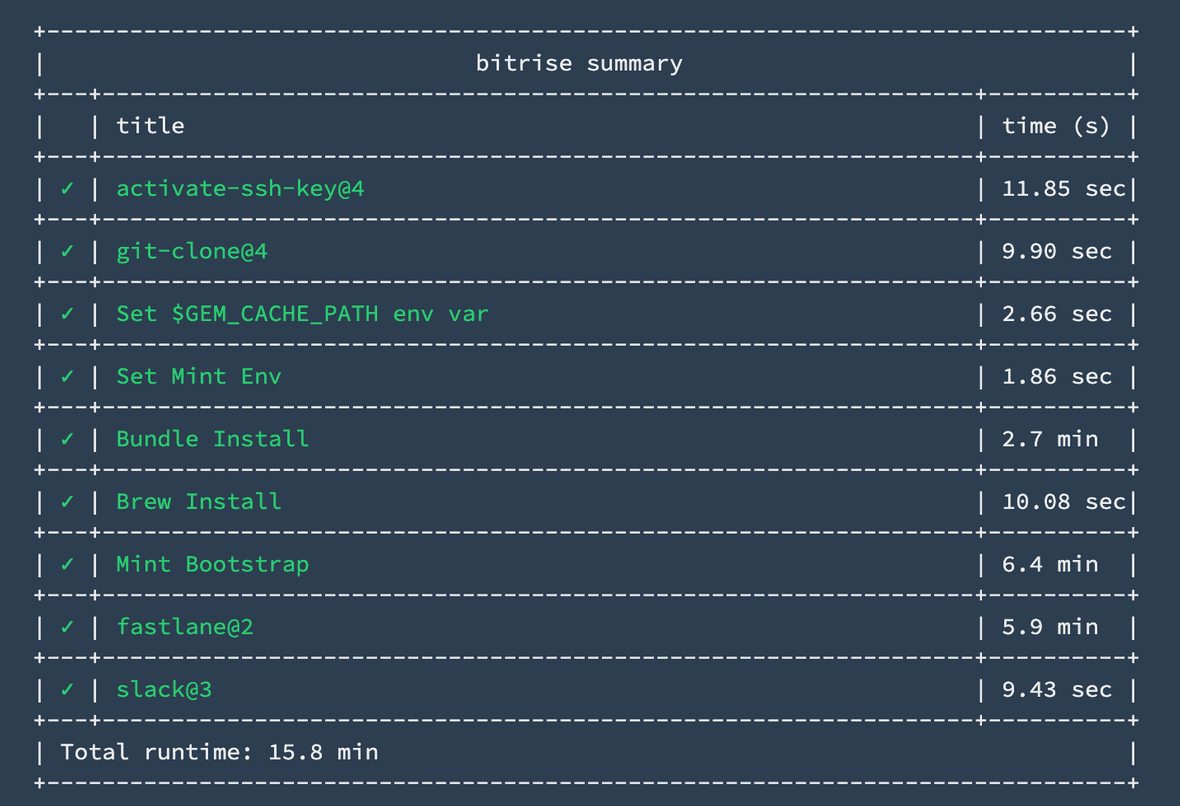 bitrise summary
title | time (s)
✓ | activate-ssh-key@4 | 11.85 sec
✓ | git-clone@4 | 9.90 sec
✓ | Set $GEM_CACHE_PATH env var | 2.66 sec
✓ | Set Mint Env | 1.86 sec
✓ | Bundle Install | 2.7 min
✓ | Brew Install | 10.08 sec
✓ | Mint Bootstrap | 6.4 min
✓ | fastlane@2 | 5.9 min
✓ | slack@3 | 9.43 sec
Total runtime: 15.8 min